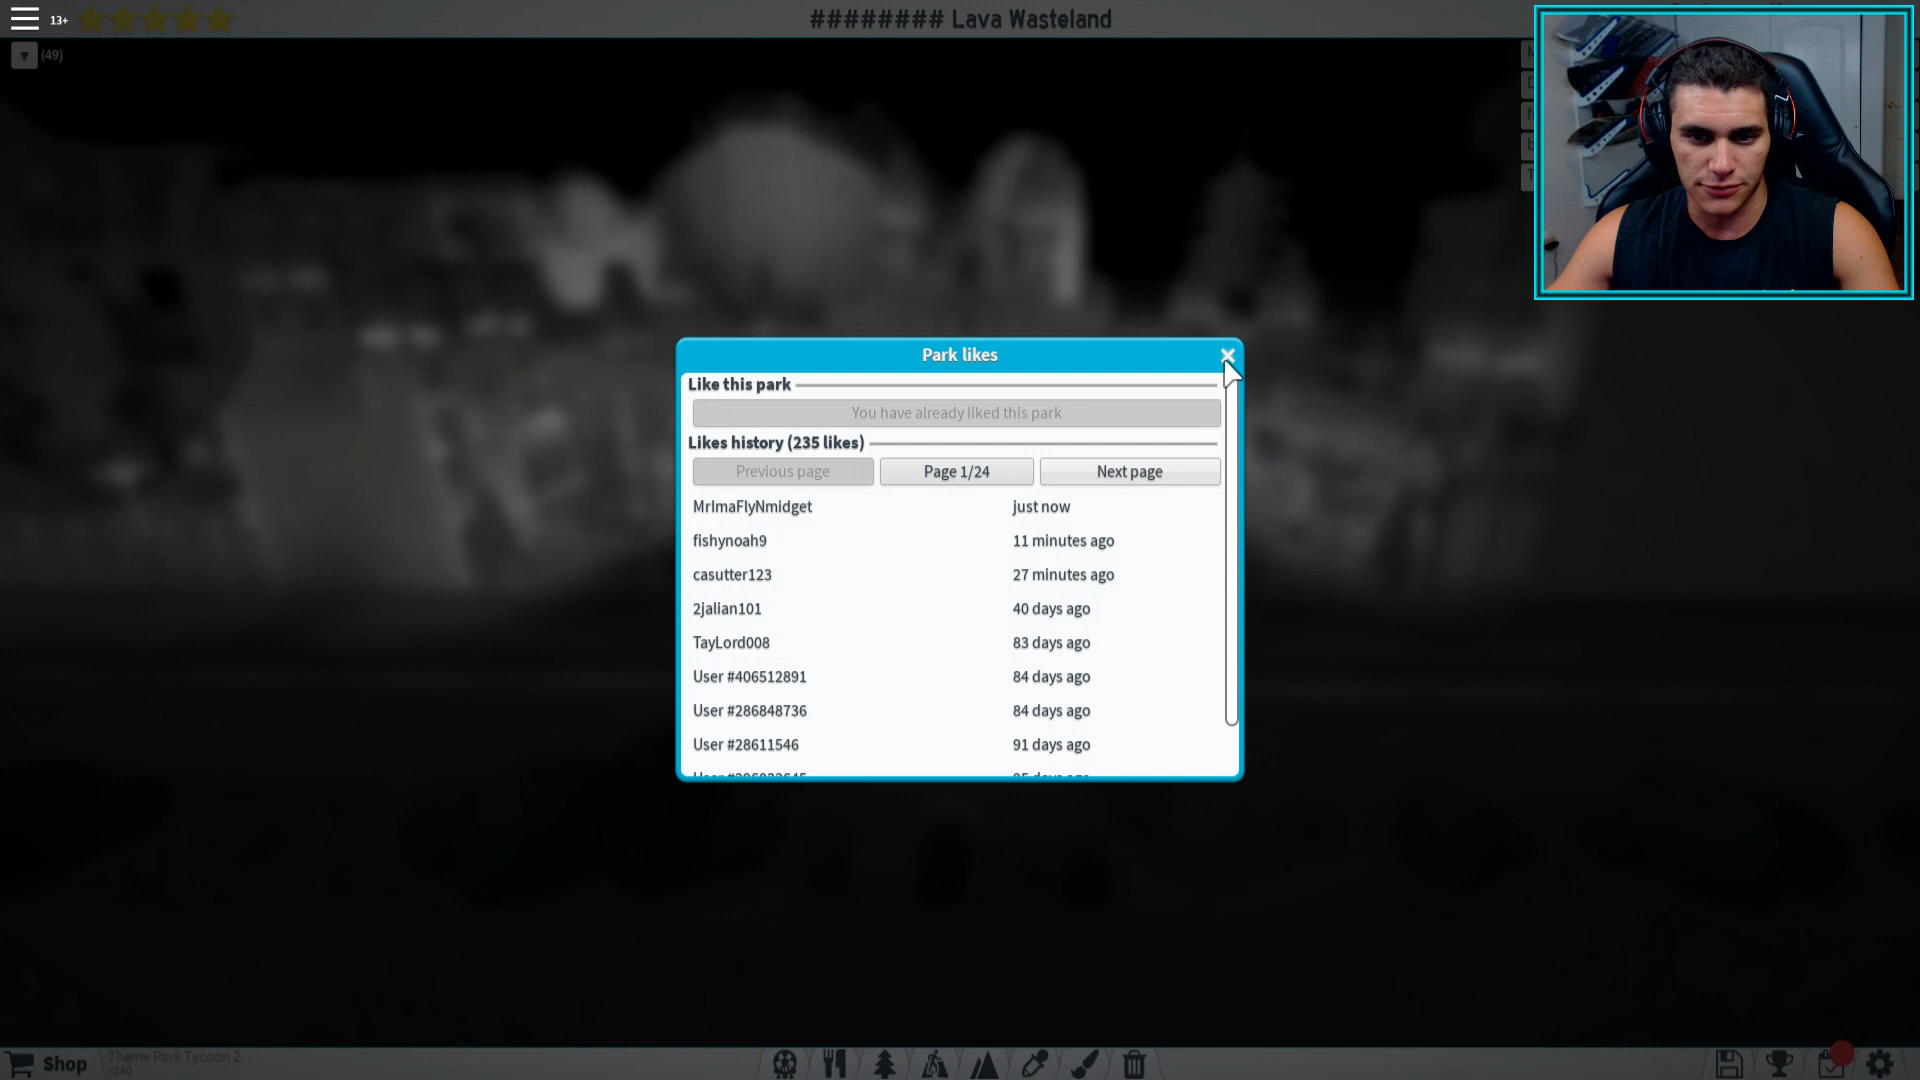 13+
######## Lava Wasteland
(49)
Park likes
Like this park
You have already liked this park
Likes history (235 likes)
Previous page
Page 1/24
Next page
MrImaFlyNmidget just now
fishynoah9 11 minutes ago
casutter123 27 minutes ago
2jalian101 40 days ago
TayLord008 83 days ago
User #406512891 84 days ago
User #286848736 84 days ago
User #28611546 91 days ago
Shop
Theme Park Tycoon 2
v240